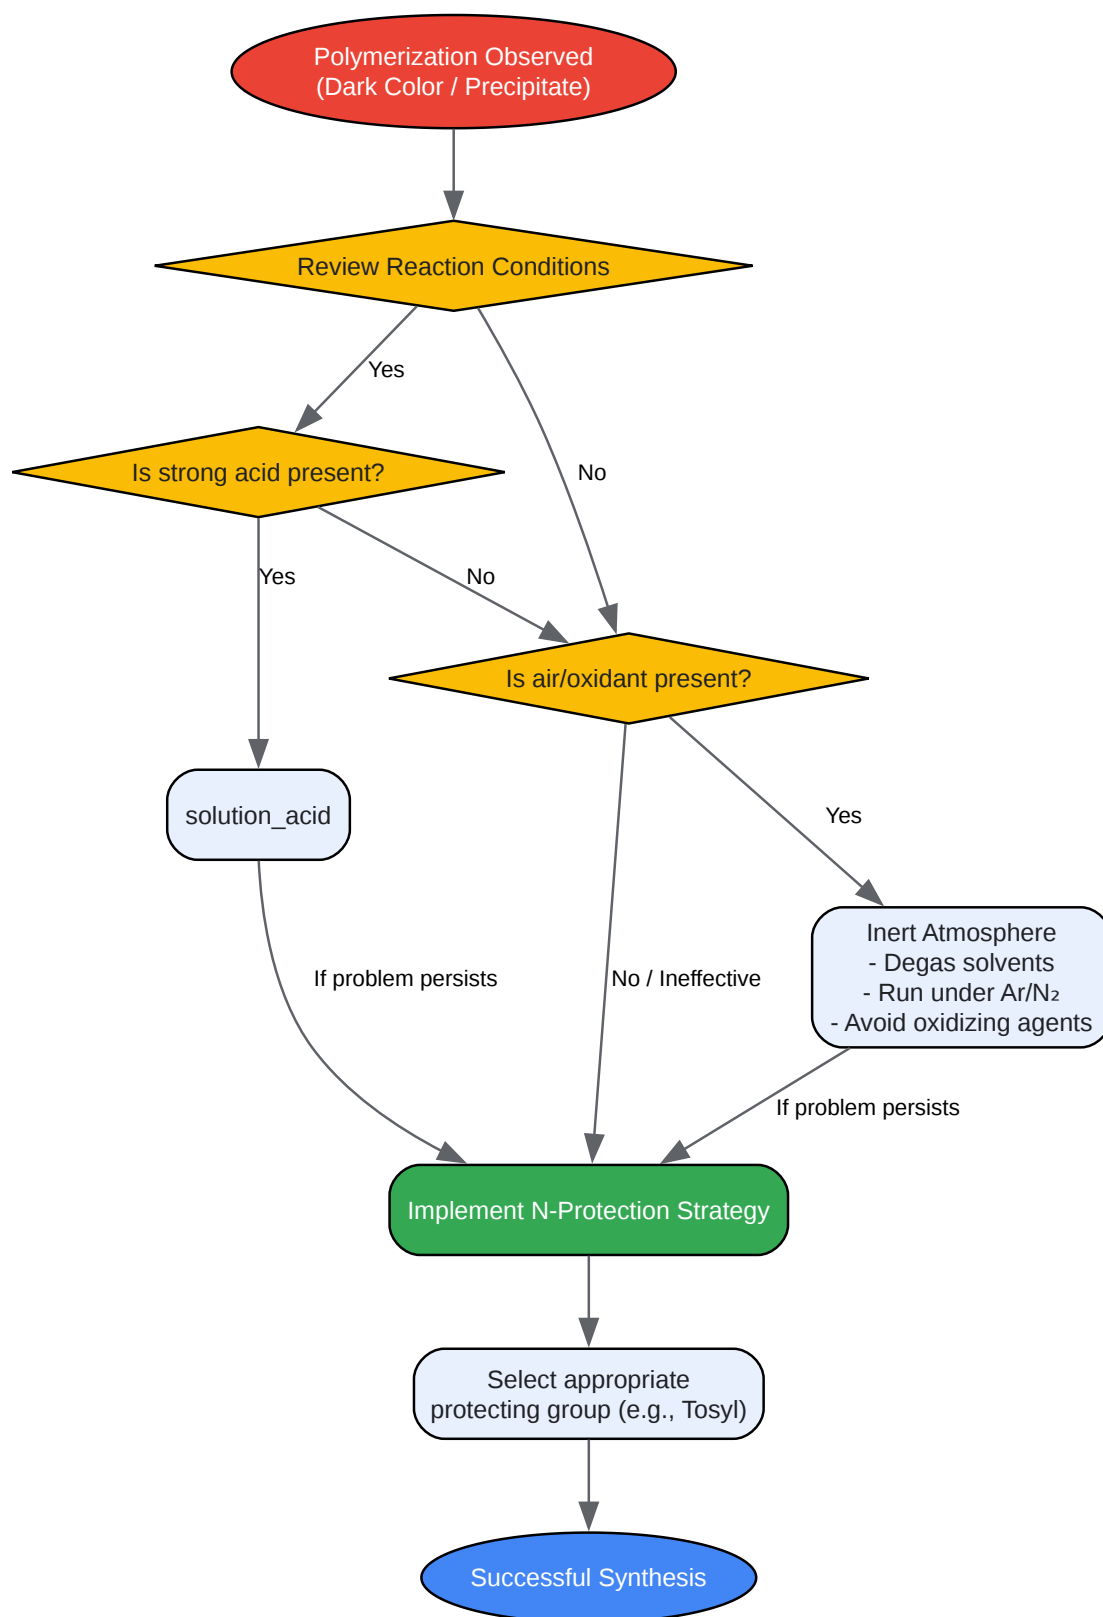 Polymerization Observed
(Dark Color / Precipitate)
Review Reaction Conditions
Yes
Is strong acid present?
No
Yes
No
Is air/oxidant present?
solution_acid
Yes
Inert Atmosphere
- Degas solvents
- Run under Ar/N₂
- Avoid oxidizing agents
If problem persists
No / Ineffective
If problem persists
Implement N-Protection Strategy
Select appropriate
protecting group (e.g., Tosyl)
Successful Synthesis